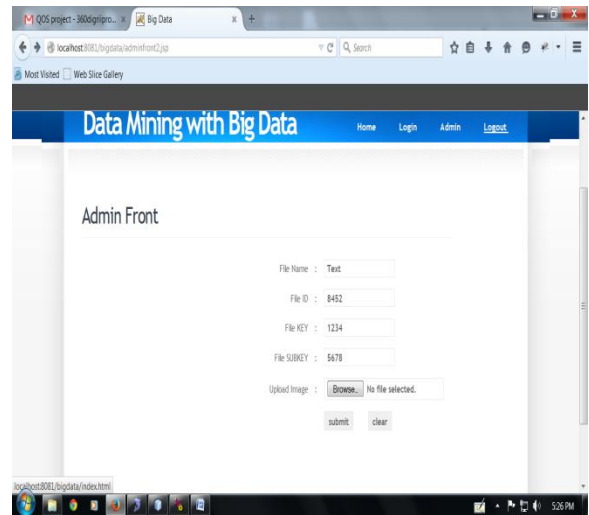 QOS project - 360dignipro... × Big Data × +
localhost:8081/bigdata/adminfront2.jsp Search
Most Visited Web Slice Gallery
Data Mining with Big Data Home Login Admin Logout
Admin Front
File Name : Text
File ID : 8452
File KEY : 1234
File SUBKEY : 5678
Upload Image : Browse_ No file selected.
submit clear
localhost:8081/bigdata/index.html
5:26 PM